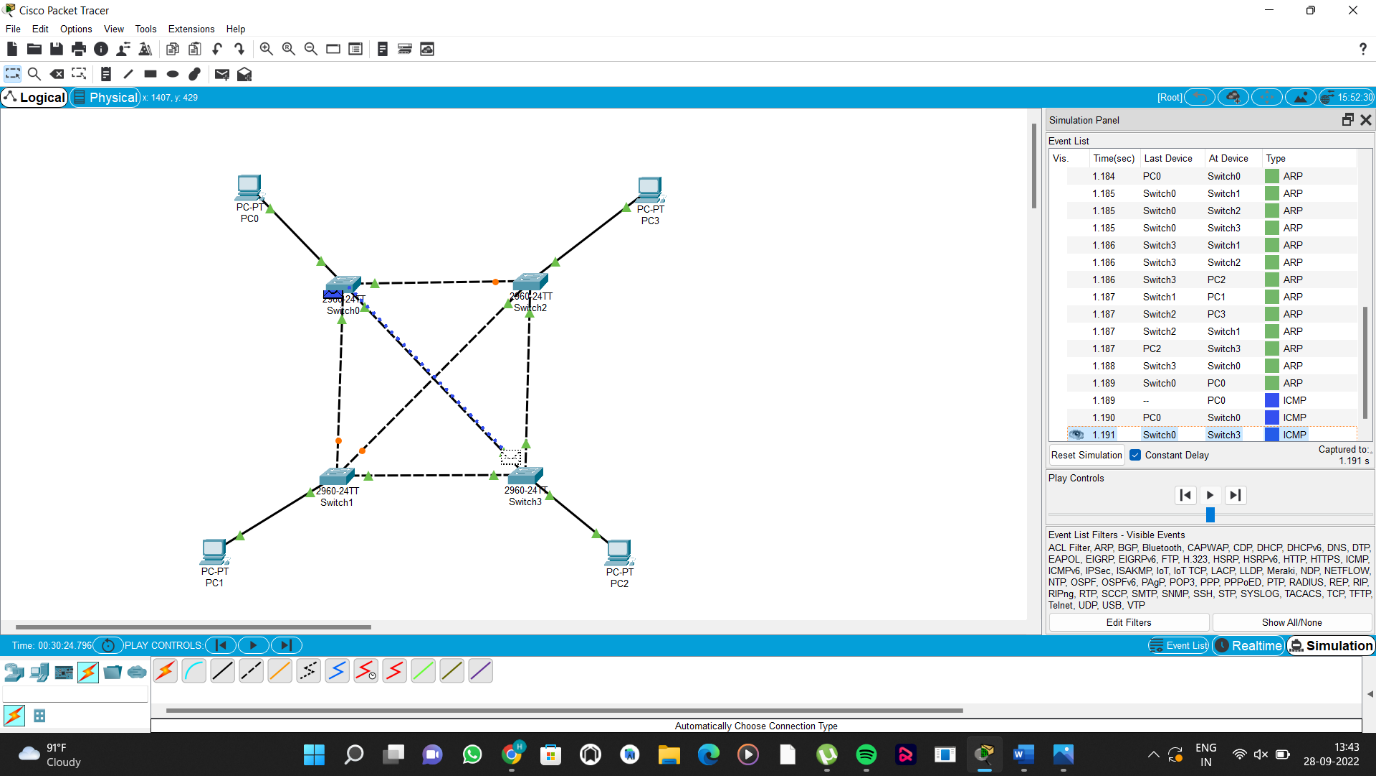 Cisco Packet Tracer
File Edit Options View Tools Extensions Help
?
Logical Physical x: 1407, y: 429 [Root] 15:52:30
PC-PT
PC0
PC-PT
PC3
2960-24TT
Switch0
2960-24TT
Switch2
2960-24TT
Switch1
2960-24TT
Switch3
PC-PT
PC1
PC-PT
PC2
Simulation Panel
Event List
Vis. Time(sec) Last Device At Device Type
1.184 PC0 Switch0 ARP
1.185 Switch0 Switch1 ARP
1.185 Switch0 Switch2 ARP
1.185 Switch0 Switch3 ARP
1.186 Switch3 Switch1 ARP
1.186 Switch3 Switch2 ARP
1.186 Switch3 PC2 ARP
1.187 Switch1 PC1 ARP
1.187 Switch2 PC3 ARP
1.187 Switch2 Switch1 ARP
1.187 PC2 Switch3 ARP
1.188 Switch3 Switch0 ARP
1.189 Switch0 PC0 ARP
1.189 -- PC0 ICMP
1.190 PC0 Switch0 ICMP
1.191 Switch0 Switch3 ICMP
Reset Simulation Constant Delay Captured to:,
1.191 s
Play Controls
Event List Filters - Visible Events
ACL Filter, ARP, BGP, Bluetooth, CAPWAP, CDP, DHCP, DHCPv6, DNS, DTP,
EAPOL, EIGRP, EIGRPv6, FTP, H.323, HSRP, HSRPv6, HTTP, HTTPS, ICMP,
ICMPv6, IPSec, ISAKMP, IoT, IoT TCP, LACP, LLDP, Meraki, NDP, NETFLOW,
NTP, OSPF, OSPFv6, PAgP, POP3, PPP, PPPoED, PTP, RADIUS, REP, RIP,
RIPng, RTP, SCCP, SMTP, SNMP, SSH, STP, SYSLOG, TACACS, TCP, TFTP,
Telnet, UDP, USB, VTP
Edit Filters Show All/None
Time: 00:30:24.796 PLAY CONTROLS: Event List Realtime Simulation
Automatically Choose Connection Type
91°F
Cloudy
ENG
IN
13:43
28-09-2022